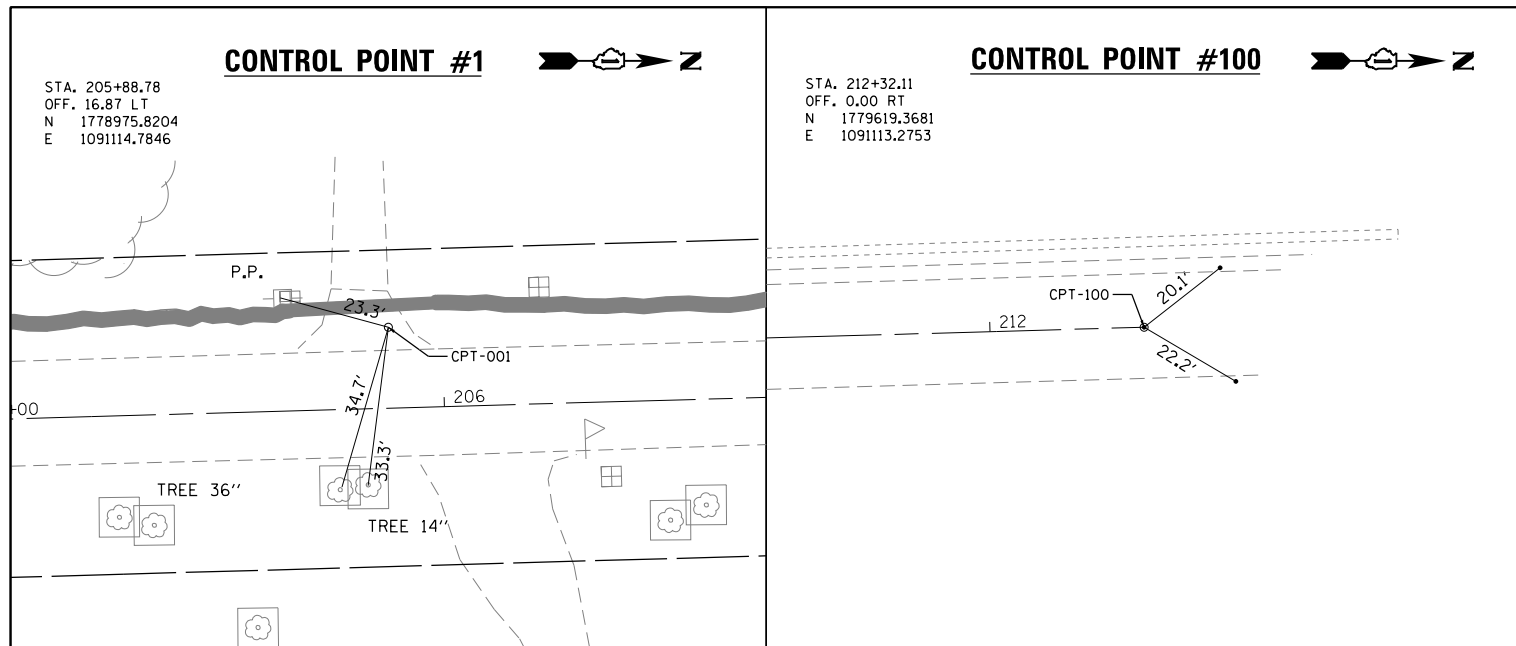 CONTROL POINT #1
N
STA. 205+88.78
OFF. 16.87 LT
N 1778975.8204
E 1091114.7846
P.P.
23.3'
CPT-001
34.7'
206
+00
33.3'
TREE 36''
TREE 14''
CONTROL POINT #100
N
STA. 212+32.11
OFF. 0.00 RT
N 1779619.3681
E 1091113.2753
CPT-100
20.1'
212
22.2'